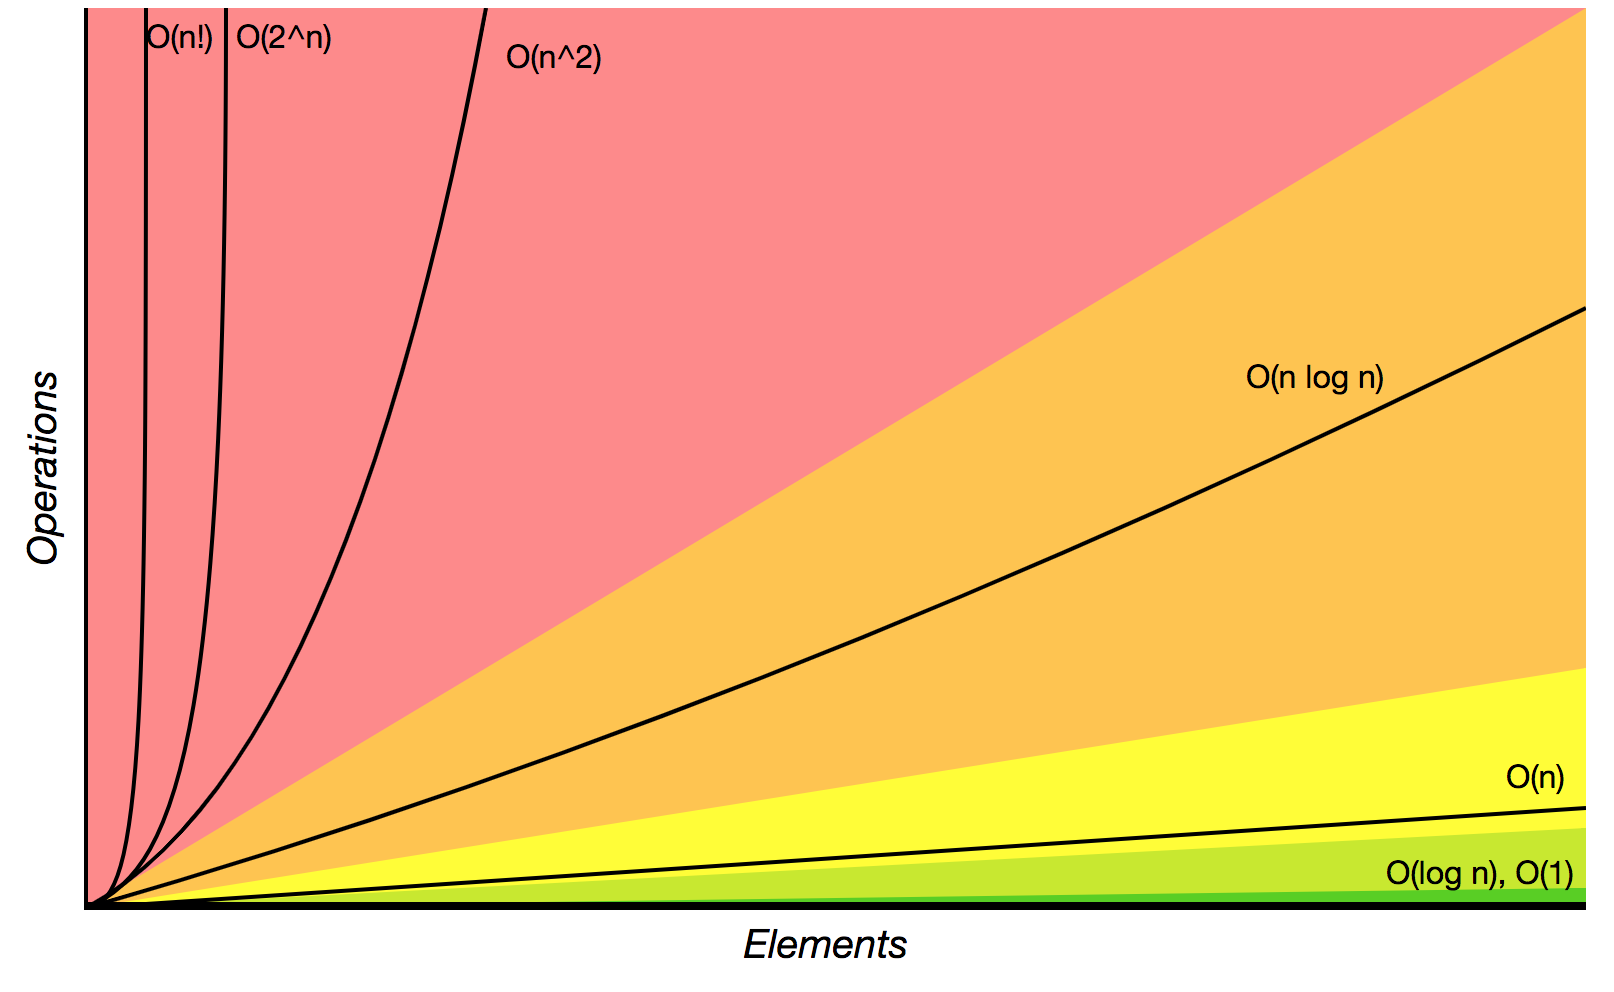 O(n!)
O(2^n)
O(n^2)
O(n log n)
O(n)
O(log n), O(1)
Operations
Elements